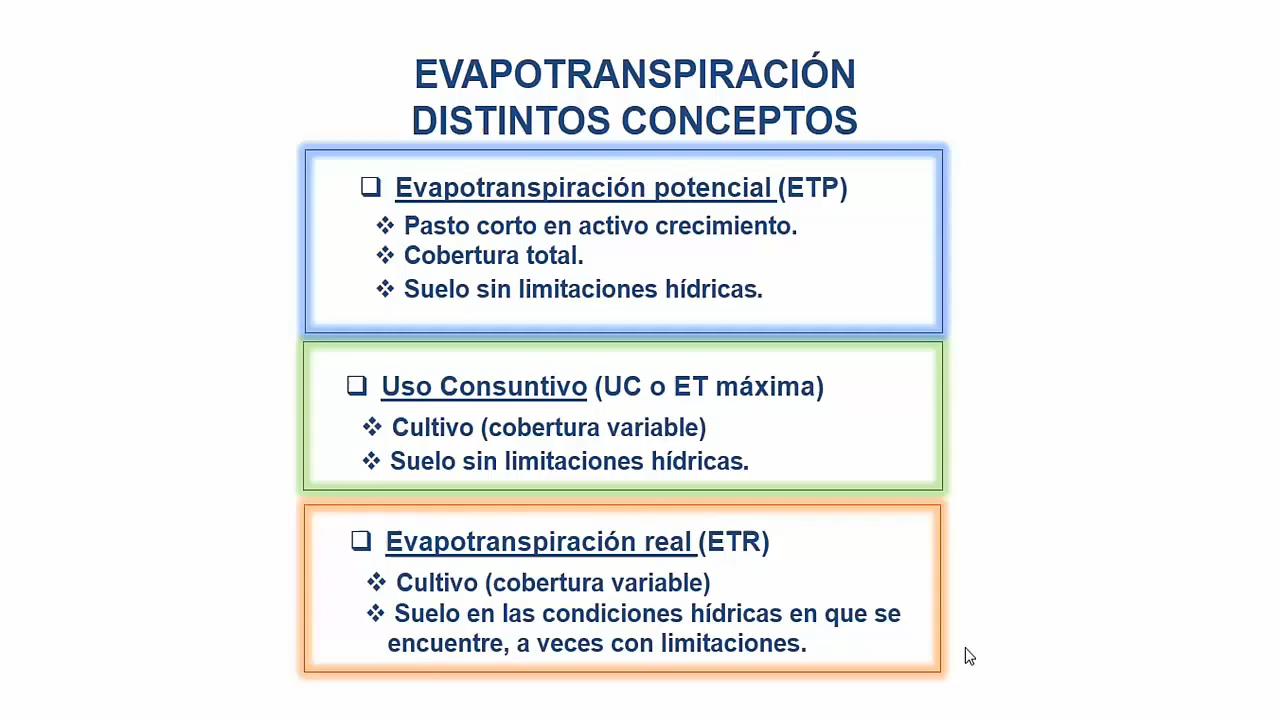 EVAPOTRANSPIRACIÓN
DISTINTOS CONCEPTOS
❑ Evapotranspiración potencial (ETP)
❖ Pasto corto en activo crecimiento.
❖ Cobertura total.
❖ Suelo sin limitaciones hídricas.
❑ Uso Consuntivo (UC o ET máxima)
❖ Cultivo (cobertura variable)
❖ Suelo sin limitaciones hídricas.
❑ Evapotranspiración real (ETR)
❖ Cultivo (cobertura variable)
❖ Suelo en las condiciones hídricas en que se
encuentre, a veces con limitaciones.